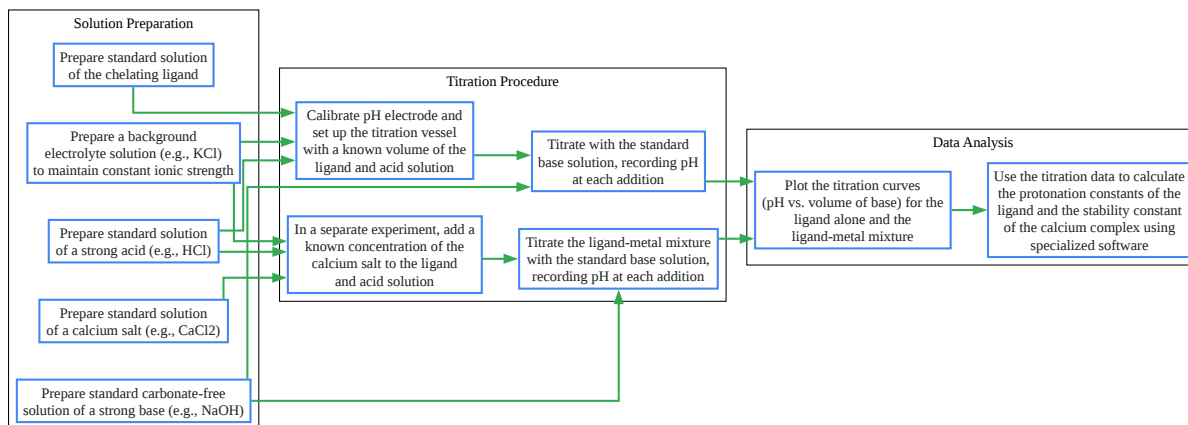 Solution Preparation
Prepare standard solution
of the chelating ligand
Prepare a background
electrolyte solution (e.g., KCl)
to maintain constant ionic strength
Prepare standard solution
of a strong acid (e.g., HCl)
Prepare standard solution
of a calcium salt (e.g., CaCl2)
Prepare standard carbonate-free
solution of a strong base (e.g., NaOH)
Titration Procedure
Calibrate pH electrode and
set up the titration vessel
with a known volume of the
ligand and acid solution
Titrate with the standard
base solution, recording pH
at each addition
In a separate experiment, add a
known concentration of the
calcium salt to the ligand
and acid solution
Titrate the ligand-metal mixture
with the standard base solution,
recording pH at each addition
Data Analysis
Plot the titration curves
(pH vs. volume of base) for
the ligand alone and the
ligand-metal mixture
Use the titration data to calculate
the protonation constants of the
ligand and the stability constant
of the calcium complex using
specialized software